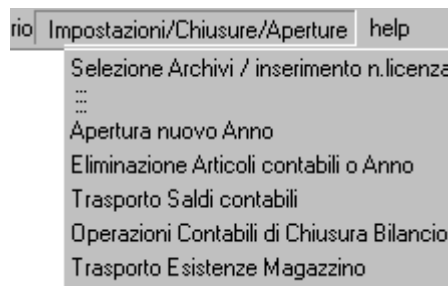 rio Impostazioni/Chiusure/Aperture help
Selezione Archivi / inserimento n.licenza
:::
Apertura nuovo Anno
Eliminazione Articoli contabili o Anno
Trasporto Saldi contabili
Operazioni Contabili di Chiusura Bilancio
Trasporto Esistenze Magazzino